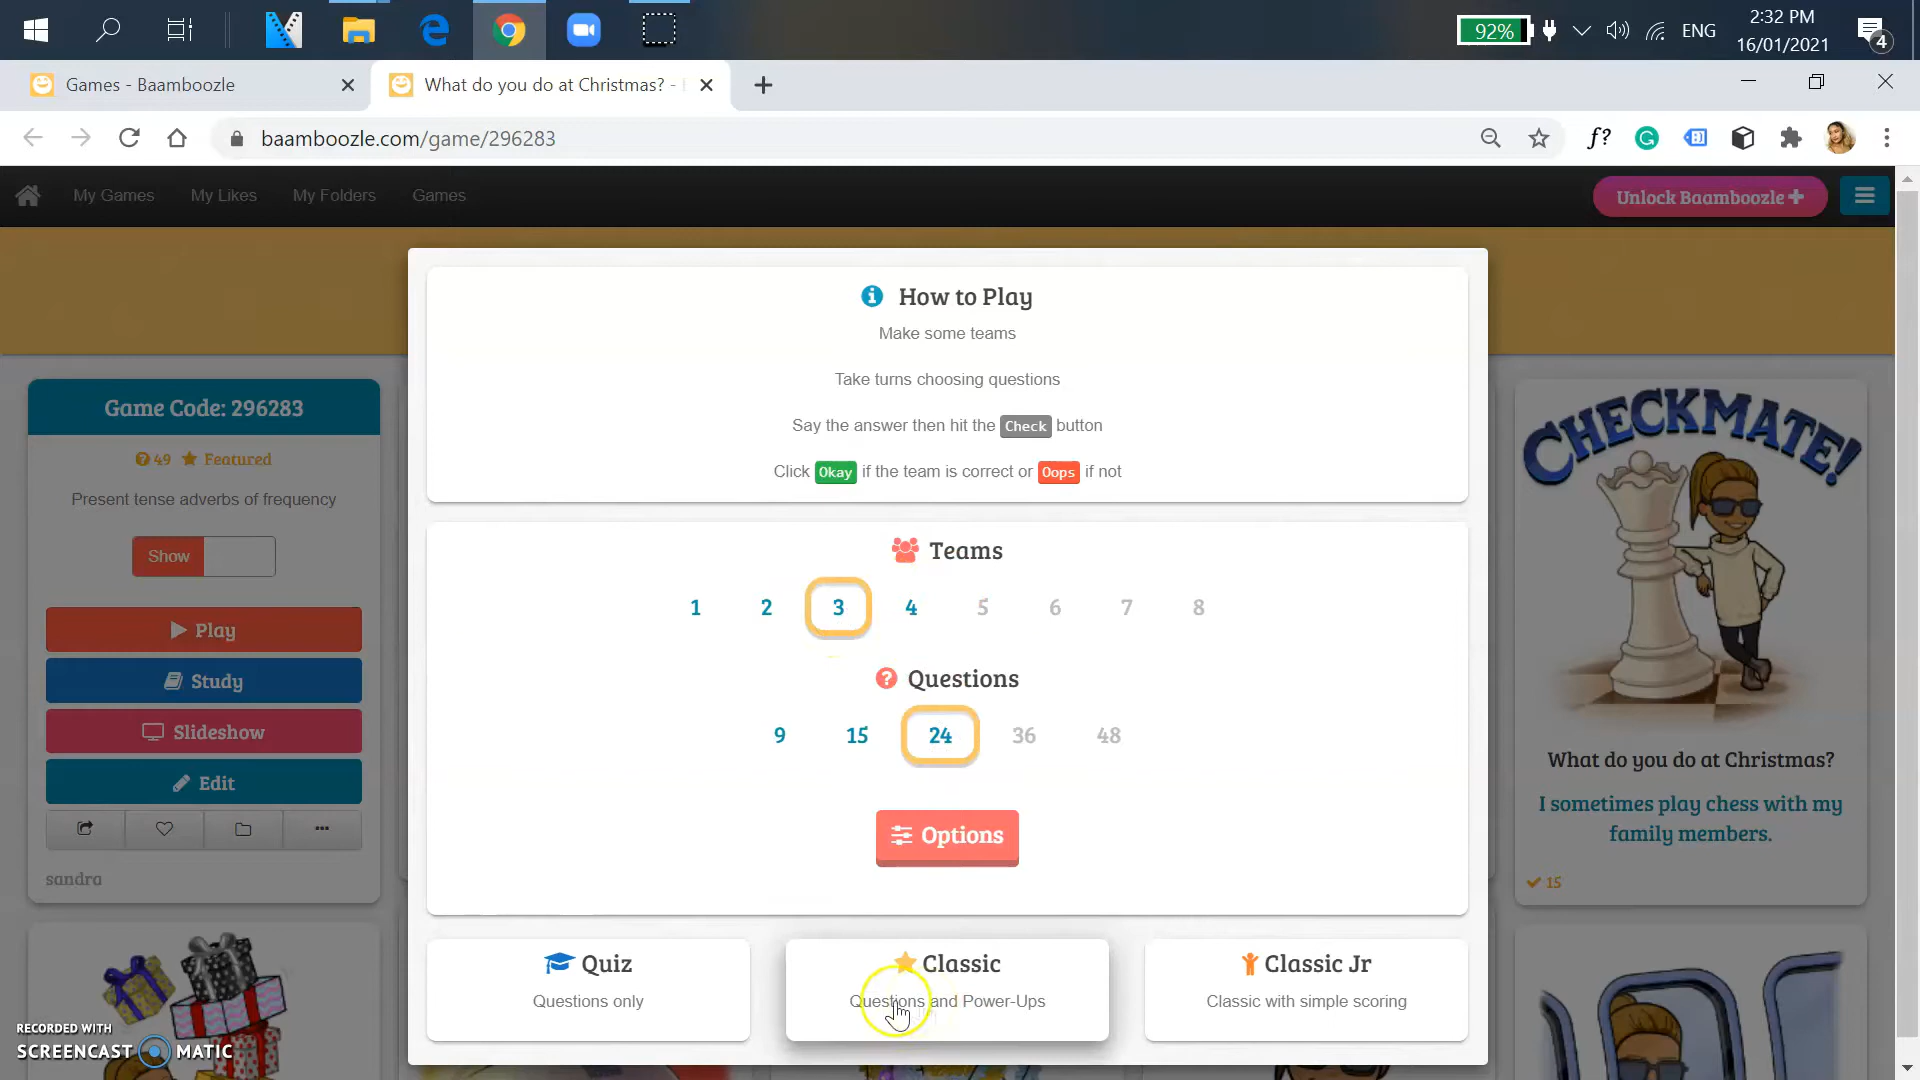 92%
ENG
2:32 PM
16/01/2021
4
Games - Baamboozle
What do you do at Christmas? -
baamboozle.com/game/296283
f?
My Games
My Likes
My Folders
Games
Unlock Baamboozle +
How to Play
Make some teams
Take turns choosing questions
Say the answer then hit the Check button
Click Okay if the team is correct or Oops if not
Teams
1 2 3 4 5 6 7 8
Questions
9 15 24 36 48
Options
Quiz
Questions only
Classic
Questions and Power-Ups
Classic Jr
Classic with simple scoring
Game Code: 296283
49 Featured
Present tense adverbs of frequency
Show
Play
Study
Slideshow
Edit
sandra
CHECKMATE!
What do you do at Christmas?
I sometimes play chess with my
family members.
15
RECORDED WITH
SCREENCAST MATIC